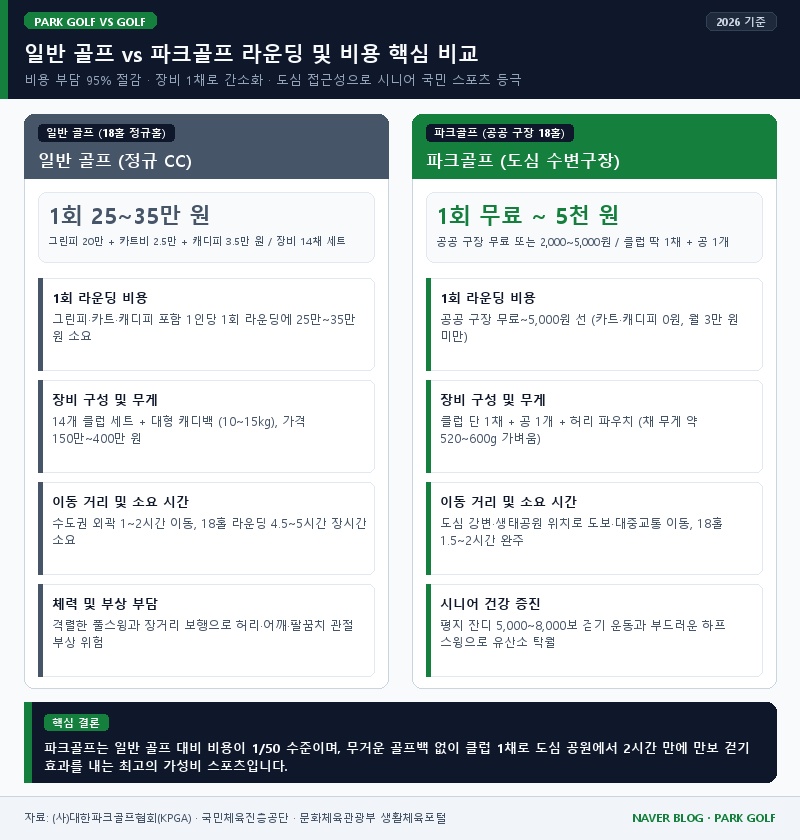 PARK GOLF VS GOLF
2026 기준
일반 골프 vs 파크골프 라운딩 및 비용 핵심 비교
비용 부담 95% 절감 · 장비 1채로 간소화 · 도심 접근성으로 시니어 국민 스포츠 등극
일반 골프 (18홀 정규홀)
일반 골프 (정규 CC)
1회 25~35만 원
그린피 20만 + 카트비 2.5만 + 캐디피 3.5만 원 / 장비 14채 세트
1회 라운딩 비용
그린피·카트·캐디피 포함 1인당 1회 라운딩에 25만~35만
원 소요
장비 구성 및 무게
14개 클럽 세트 + 대형 캐디백 (10~15kg), 가격
150만~400만 원
이동 거리 및 소요 시간
수도권 외곽 1~2시간 이동, 18홀 라운딩 4.5~5시간 장시간
소요
체력 및 부상 부담
격렬한 풀스윙과 장거리 보행으로 허리·어깨·팔꿈치 관절
부상 위험
파크골프 (공공 구장 18홀)
파크골프 (도심 수변구장)
1회 무료 ~ 5천 원
공공 구장 무료 또는 2,000~5,000원 / 클럽 딱 1채 + 공 1개
1회 라운딩 비용
공공 구장 무료~5,000원 선 (카트·캐디피 0원, 월 3만 원
미만)
장비 구성 및 무게
클럽 단 1채 + 공 1개 + 허리 파우치 (채 무게 약
520~600g 가벼움)
이동 거리 및 소요 시간
도심 강변·생태공원 위치로 도보·대중교통 이동, 18홀
1.5~2시간 완주
시니어 건강 증진
평지 잔디 5,000~8,000보 걷기 운동과 부드러운 하프
스윙으로 유산소 탁월
핵심 결론
파크골프는 일반 골프 대비 비용이 1/50 수준이며, 무거운 골프백 없이 클럽 1채로 도심 공원에서 2시간 만에 만보 걷기
효과를 내는 최고의 가성비 스포츠입니다.
자료: (사)대한파크골프협회(KPGA) · 국민체육진흥공단 · 문화체육관광부 생활체육포털
NAVER BLOG · PARK GOLF